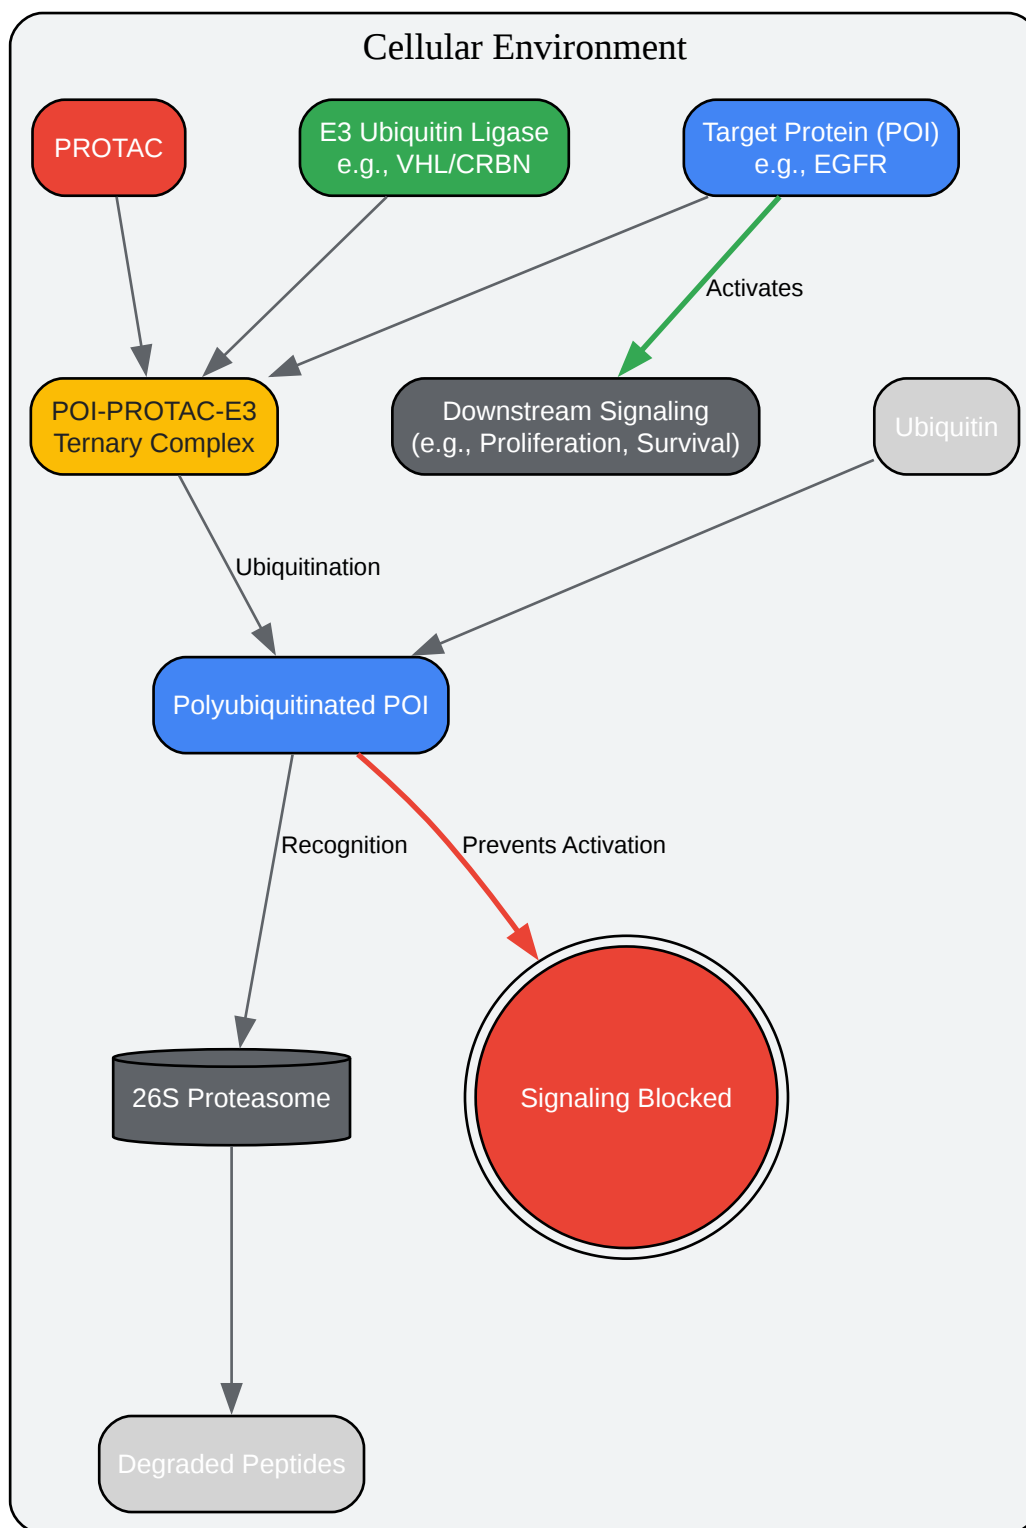 Cellular Environment
PROTAC
E3 Ubiquitin Ligase
e.g., VHL/CRBN
Target Protein (POI)
e.g., EGFR
Activates
POI-PROTAC-E3
Ternary Complex
Downstream Signaling
(e.g., Proliferation, Survival)
Ubiquitin
Ubiquitination
Polyubiquitinated POI
Recognition
Prevents Activation
26S Proteasome
Signaling Blocked
Degraded Peptides